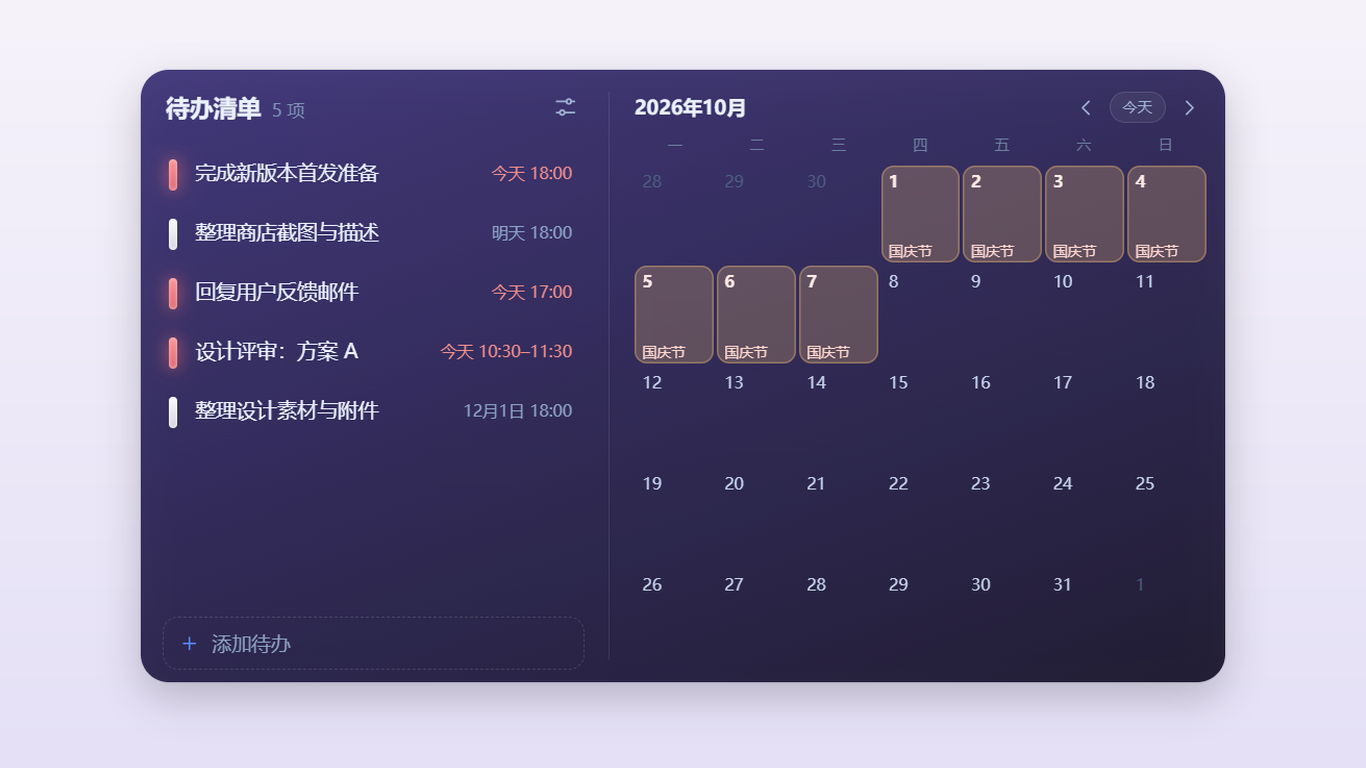 待办清单 5 项
完成新版本首发准备 今天 18:00
整理商店截图与描述 明天 18:00
回复用户反馈邮件 今天 17:00
设计评审：方案 A 今天 10:30–11:30
整理设计素材与附件 12月1日 18:00
+ 添加待办
2026年10月 < 今天 >
一 二 三 四 五 六 日
28 29 30 1 2 3 4
国庆节 国庆节 国庆节 国庆节
5 6 7 8 9 10 11
国庆节 国庆节 国庆节
12 13 14 15 16 17 18
19 20 21 22 23 24 25
26 27 28 29 30 31 1